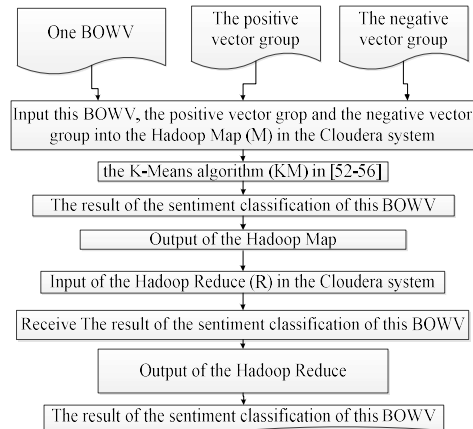 One BOWV
The positive
vector group
The negative
vector group
Input this BOWV, the positive vector grop and the negative vector
group into the Hadoop Map (M) in the Cloudera system
the K-Means algorithm (KM) in [52-56]
The result of the sentiment classification of this BOWV
Output of the Hadoop Map
Input of the Hadoop Reduce (R) in the Cloudera system
Receive The result of the sentiment classification of this BOWV
Output of the Hadoop Reduce
The result of the sentiment classification of this BOWV